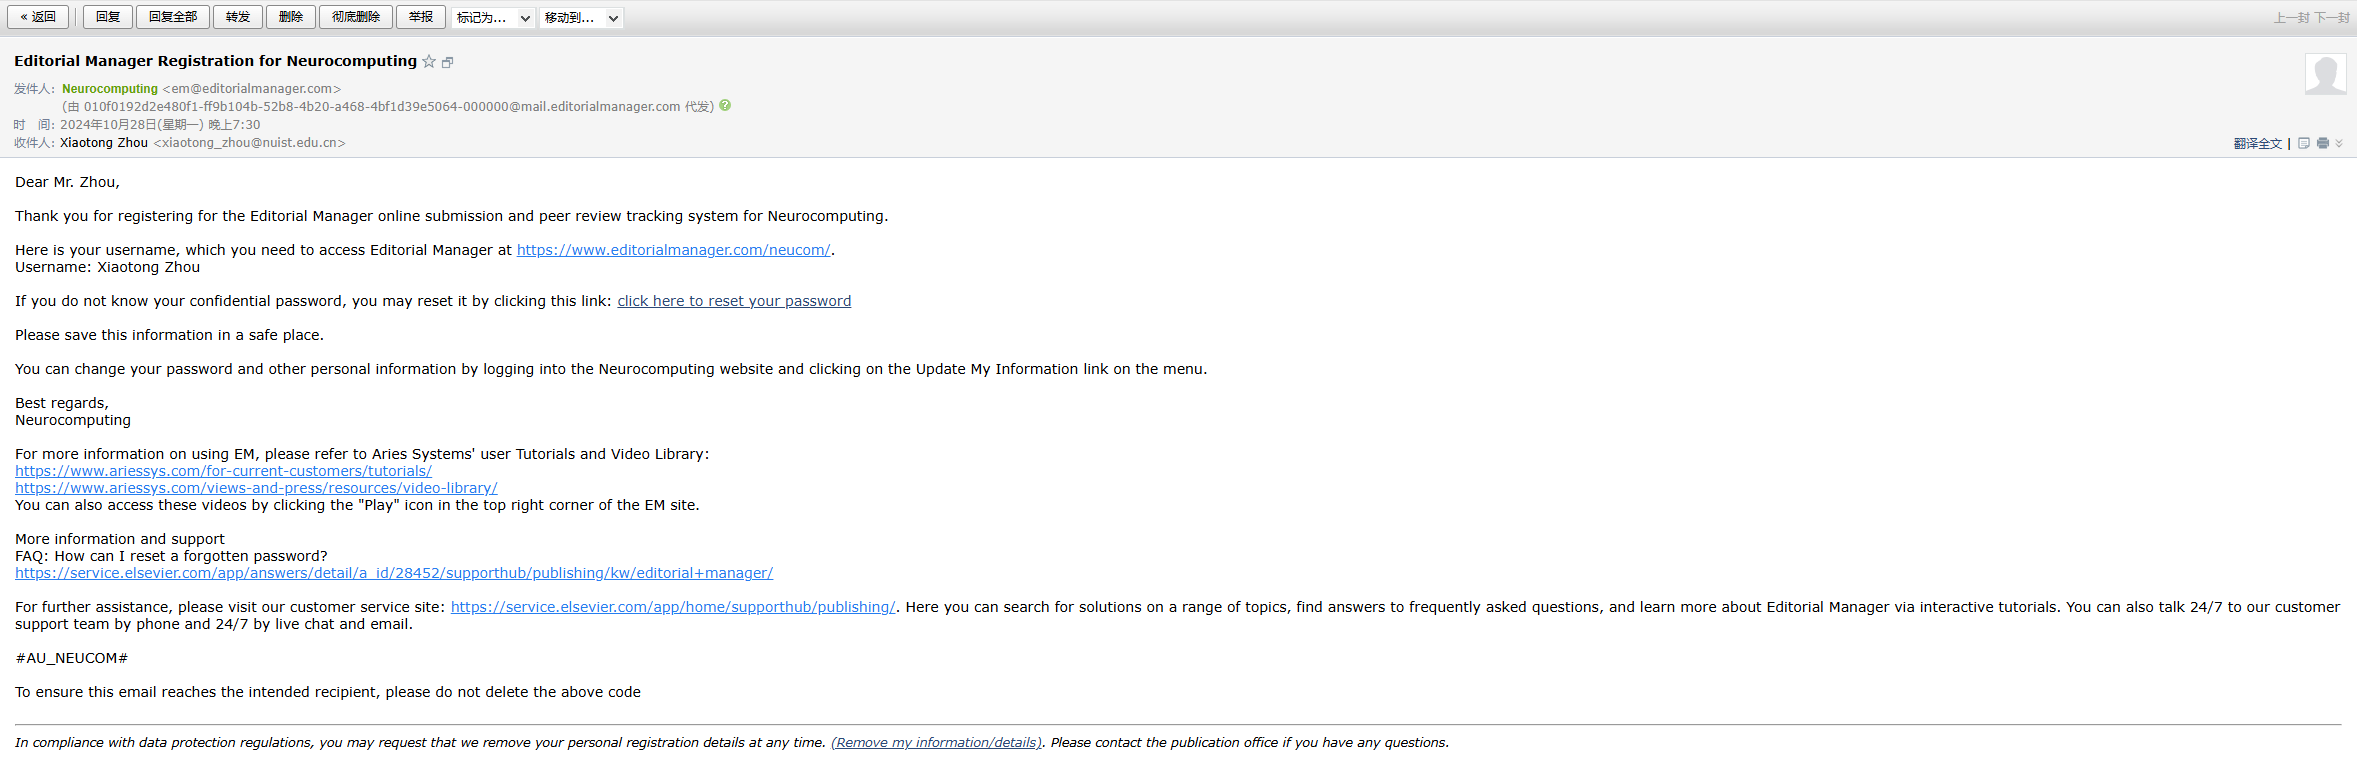 « 返回 回复 回复全部 转发 删除 彻底删除 举报 标记为... 移动到... 上一封 下一封
Editorial Manager Registration for Neurocomputing
发件人: Neurocomputing <em@editorialmanager.com>
(由 010f0192d2e480f1-ff9b104b-52b8-4b20-a468-4bf1d39e5064-000000@mail.editorialmanager.com 代发)
时 间: 2024年10月28日(星期一) 晚上7:30
收件人: Xiaotong Zhou <xiaotong_zhou@nuist.edu.cn> 翻译全文 |
Dear Mr. Zhou,
Thank you for registering for the Editorial Manager online submission and peer review tracking system for Neurocomputing.
Here is your username, which you need to access Editorial Manager at https://www.editorialmanager.com/neucom/.
Username: Xiaotong Zhou
If you do not know your confidential password, you may reset it by clicking this link: click here to reset your password
Please save this information in a safe place.
You can change your password and other personal information by logging into the Neurocomputing website and clicking on the Update My Information link on the menu.
Best regards,
Neurocomputing
For more information on using EM, please refer to Aries Systems' user Tutorials and Video Library:
https://www.ariessys.com/for-current-customers/tutorials/
https://www.ariessys.com/views-and-press/resources/video-library/
You can also access these videos by clicking the "Play" icon in the top right corner of the EM site.
More information and support
FAQ: How can I reset a forgotten password?
https://service.elsevier.com/app/answers/detail/a_id/28452/supporthub/publishing/kw/editorial+manager/
For further assistance, please visit our customer service site: https://service.elsevier.com/app/home/supporthub/publishing/. Here you can search for solutions on a range of topics, find answers to frequently asked questions, and learn more about Editorial Manager via interactive tutorials. You can also talk 24/7 to our customer
support team by phone and 24/7 by live chat and email.
#AU_NEUCOM#
To ensure this email reaches the intended recipient, please do not delete the above code
In compliance with data protection regulations, you may request that we remove your personal registration details at any time. (Remove my information/details). Please contact the publication office if you have any questions.